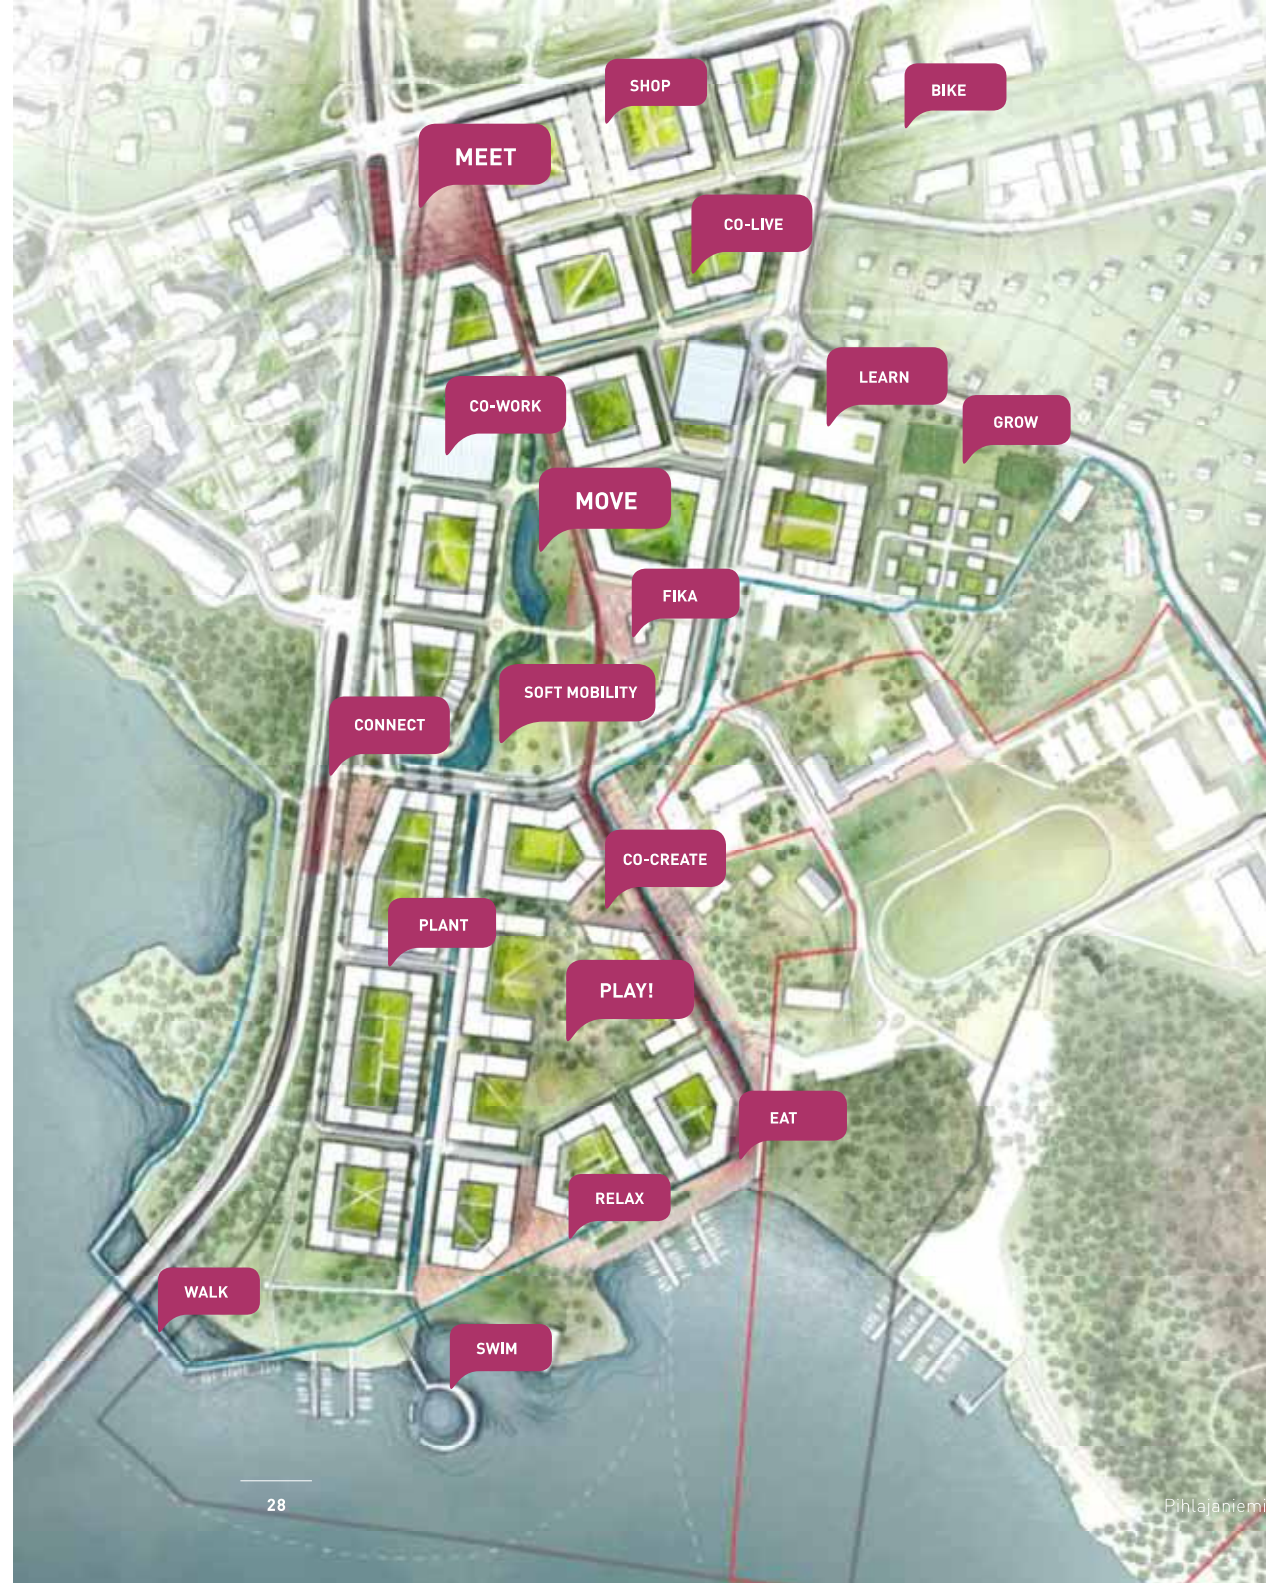 SHOP
BIKE
MEET
CO-LIVE
LEARN
CO-WORK
GROW
MOVE
FIKA
SOFT MOBILITY
CONNECT
CO-CREATE
PLANT
PLAY!
EAT
RELAX
WALK
SWIM
28
Pihlajaniemi